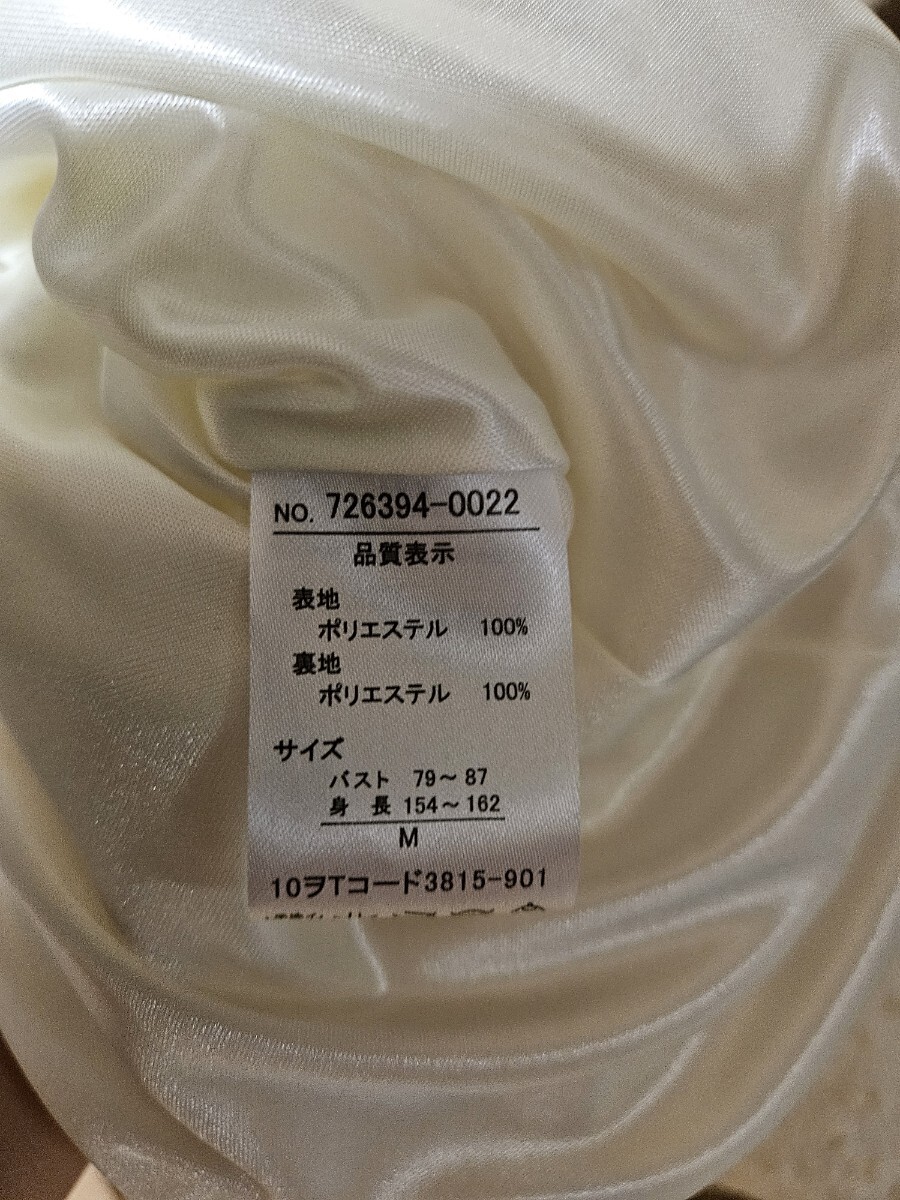 NO. 726394-0022
品質表示
表地
ポリエステル 100%
裏地
ポリエステル 100%
サイズ
バスト 79～87
身 長 154～162
M
10ヲTコード3815-901